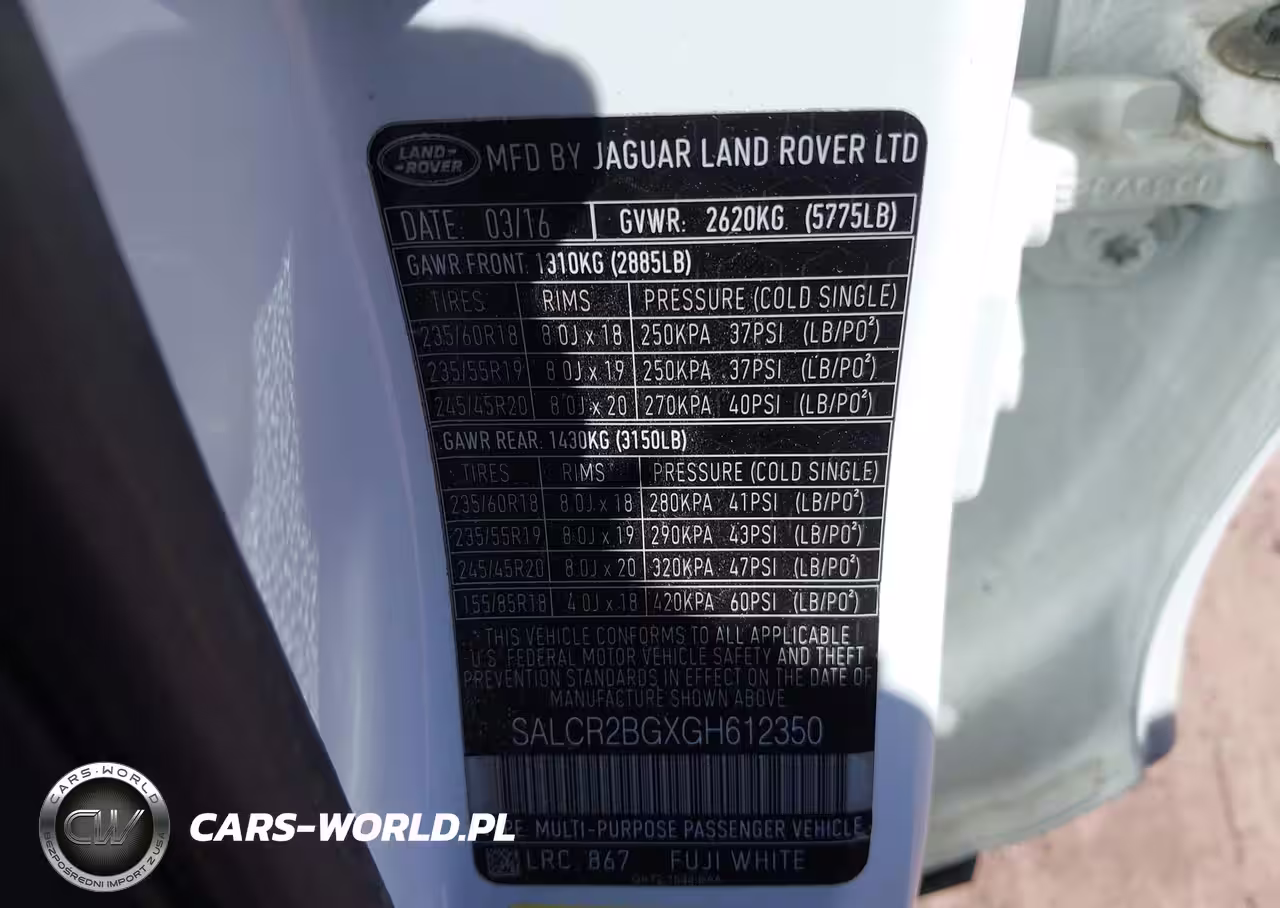 LAND-
-ROVER
MFD BY JAGUAR LAND ROVER LTD
DATE: 03/16 GVWR: 2620KG (5775LB)
GAWR FRONT: 1310KG (2885LB)
TIRES RIMS PRESSURE (COLD SINGLE)
235/60R18 8.0J x 18 250KPA 37PSI (LB/PO²)
235/55R19 8.0J x 19 250KPA 37PSI (LB/PO²)
245/45R20 8.0J x 20 270KPA 40PSI (LB/PO²)
GAWR REAR: 1430KG (3150LB)
TIRES RIMS PRESSURE (COLD SINGLE)
235/60R18 8.0J x 18 280KPA 41PSI (LB/PO²)
235/55R19 8.0J x 19 290KPA 43PSI (LB/PO²)
245/45R20 8.0J x 20 320KPA 47PSI (LB/PO²)
155/85R18 4.0J x 18 420KPA 60PSI (LB/PO²)
THIS VEHICLE CONFORMS TO ALL APPLICABLE
U.S. FEDERAL MOTOR VEHICLE SAFETY AND THEFT
PREVENTION STANDARDS IN EFFECT ON THE DATE OF
MANUFACTURE SHOWN ABOVE
SALCR2BGXGH612350
MULTI-PURPOSE PASSENGER VEHICLE
LRC 867 FUJI WHITE
CARS-WORLD
CW
BEZPOŚREDNI IMPORT Z USA
CARS-WORLD.PL